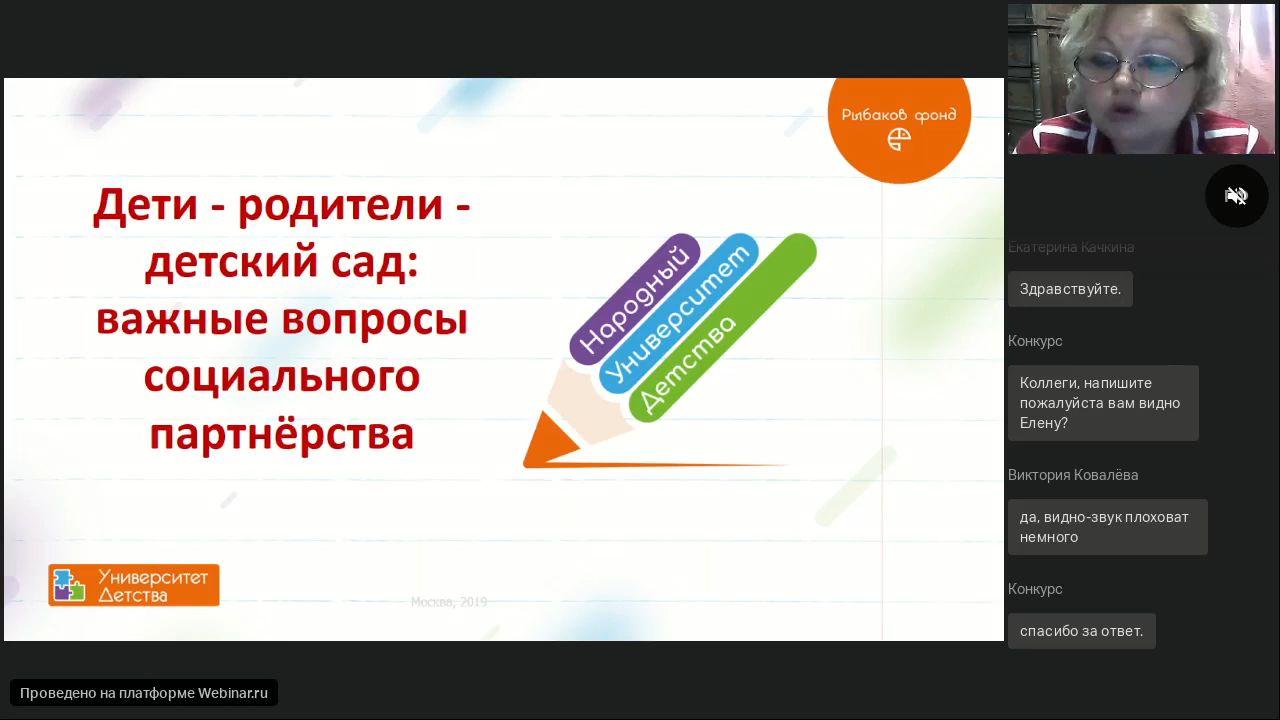 Рыбаков фонд
Дети - родители -
детский сад:
важные вопросы
социального
партнёрства
Народный
Университет
Детства
Университет
Детства
Москва, 2019
Екатерина Качкина
Здравствуйте.
Конкурс
Коллеги, напишите
пожалуйста вам видно
Елену?
Виктория Ковалёва
да, видно-звук плоховат
немного
Конкурс
спасибо за ответ.
Проведено на платформе Webinar.ru